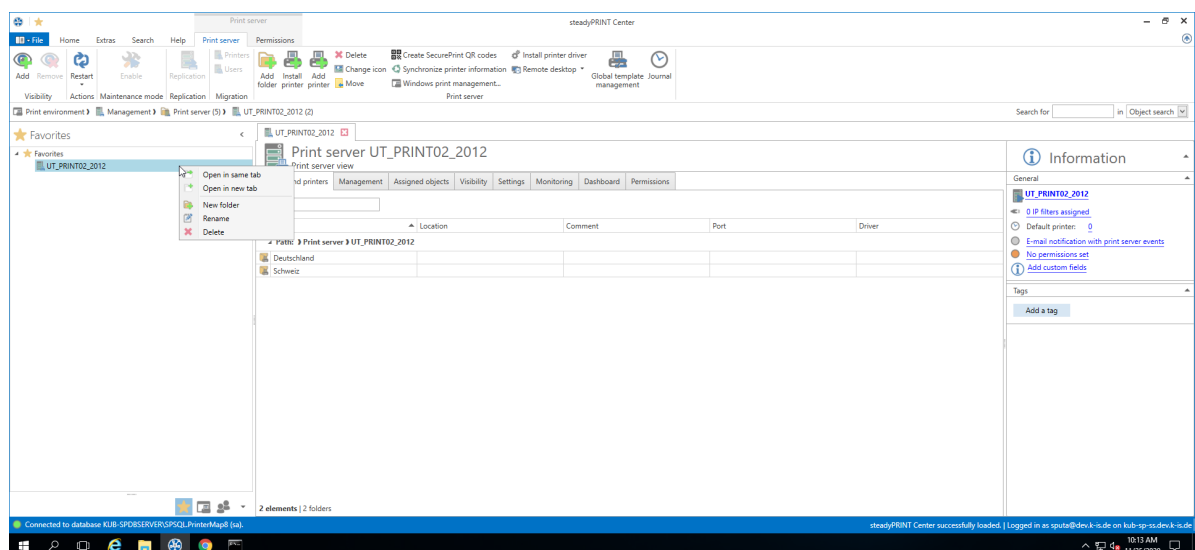 Print server
steadyPRINT Center
- File Home Extras Search Help Print server Permissions
Add Remove Restart Enable Replication Printers Users
Add folder Install printer Add printer
Delete Change icon Move
Create SecurePrint QR codes Install printer driver
Synchronize printer information Remote desktop
Windows print management...
Global template management Journal
Visibility Actions Maintenance mode Replication Migration Print server
Print environment Management Print server (5) UT_PRINT02_2012 (2)
Search for in Object search
Favorites
UT_PRINT02_2012
Favorites
UT_PRINT02_2012
Open in same tab
Open in new tab
New folder
Rename
Delete
Print server UT_PRINT02_2012
Print server view
printers Management Assigned objects Visibility Settings Monitoring Dashboard Permissions
Location Comment Port Driver
Path: Print server UT_PRINT02_2012
Deutschland
Schweiz
Information
General
UT_PRINT02_2012
0 IP filters assigned
Default printer: 0
E-mail notification with print server events
No permissions set
Add custom fields
Tags
Add a tag
2 elements | 2 folders
Connected to database KUB-SPDBSERVER\SPSQL.PrinterMap8 (sa).
steadyPRINT Center successfully loaded. | Logged in as sputa@dev.k-is.de on kub-sp-ss.dev.k-is.de
10:13 AM